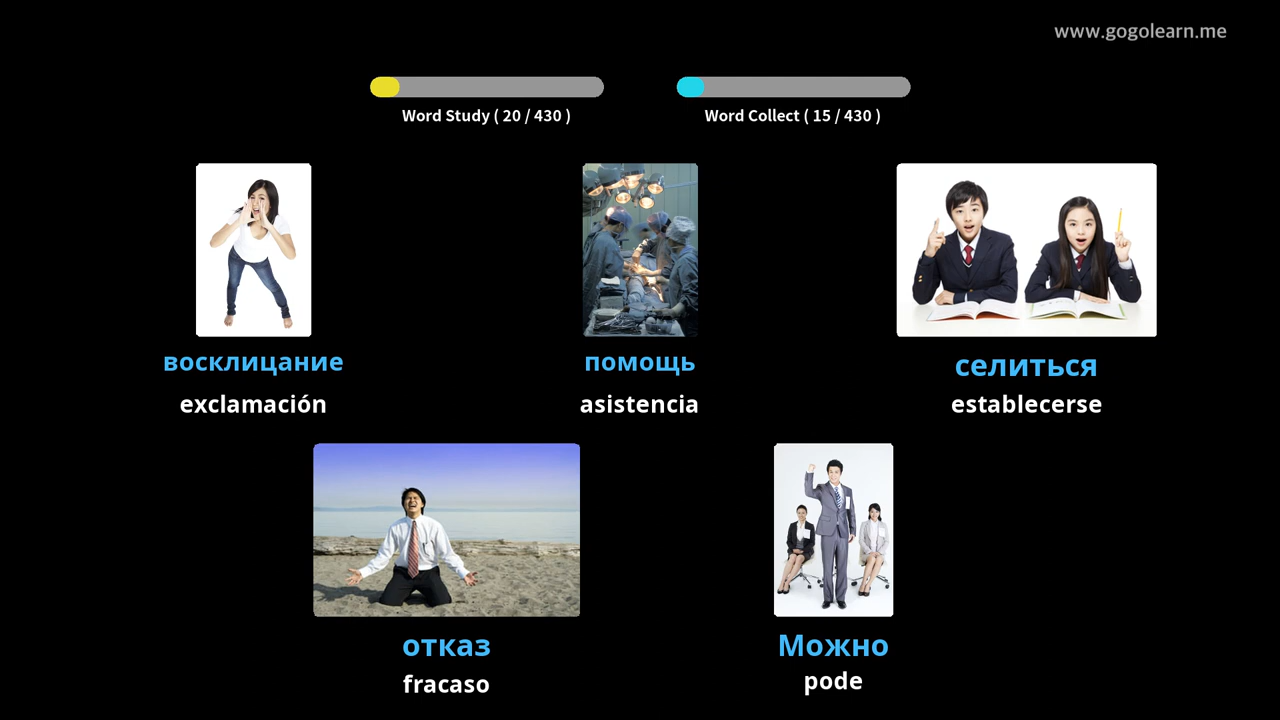 www.gogolearn.me
Word Study ( 20 / 430 )
Word Collect ( 15 / 430 )
восклицание
exclamación
помощь
asistencia
селиться
establecerse
отказ
fracaso
Можно
pode